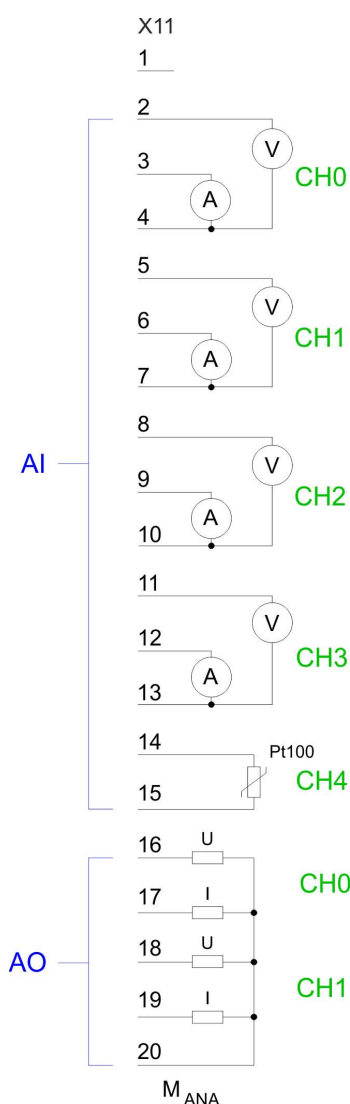 X11
1
2
V
CH0
3
A
4
5
V
CH1
6
A
7
8
V
AI
CH2
9
A
10
11
V
CH3
12
A
13
14
Pt100
CH4
15
16
U
CH0
17
I
18
U
AO
CH1
19
I
20
M ANA